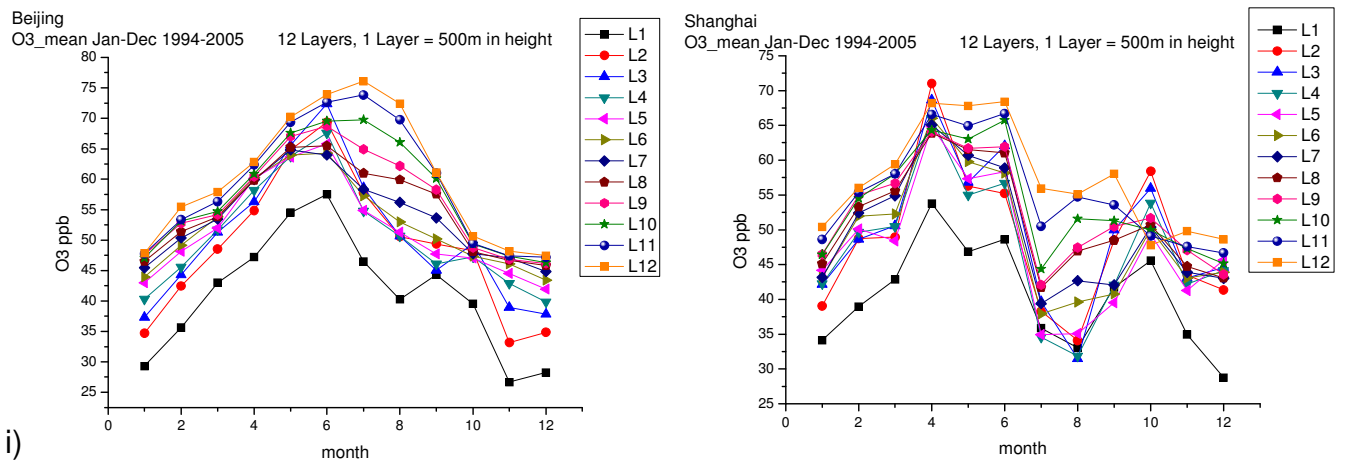 Beijing
O3_mean Jan-Dec 1994-2005 12 Layers, 1 Layer = 500m in height
80
75
70
65
60
55
50
45
40
35
30
25
O3 ppb
0 2 4 6 8 10 12
month
L1
L2
L3
L4
L5
L6
L7
L8
L9
L10
L11
L12
Shanghai
O3_mean Jan-Dec 1994-2005 12 Layers, 1 Layer = 500m in height
75
70
65
60
55
50
45
40
35
30
25
O3 ppb
0 2 4 6 8 10 12
month
L1
L2
L3
L4
L5
L6
L7
L8
L9
L10
L11
L12
i)